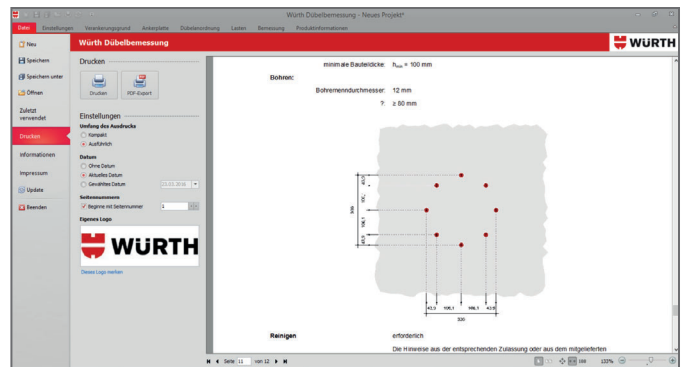 Würth Dübelbemessung - Neues Projekt*
Datei Einstellungen Verankerungsgrund Ankerplatte Dübelanordnung Lasten Bemessung Produktinformationen
Neu
Speichern
Speichern unter
Öffnen
Zuletzt
verwendet
Drucken
Informationen
Impressum
Update
Beenden
Würth Dübelbemessung
WÜRTH
Drucken
Drucken PDF-Export
Einstellungen
Umfang des Ausdrucks
Kompakt
Ausführlich
Datum
Ohne Datum
Aktuelles Datum
Gewähltes Datum
Seitennummern
Beginne mit Seitennummer 1
Eigenes Logo
WÜRTH
Dieses Logo merken
minimale Bauteildicke: hmin = 100 mm
Bohren:
Bohrernenndurchmesser: 12 mm
? ≥ 80 mm
Reinigen erforderlich
Die Hinweise aus der entsprechenden Zulassung oder aus dem mitgelieferten
Seite 11 von 12
100 133%